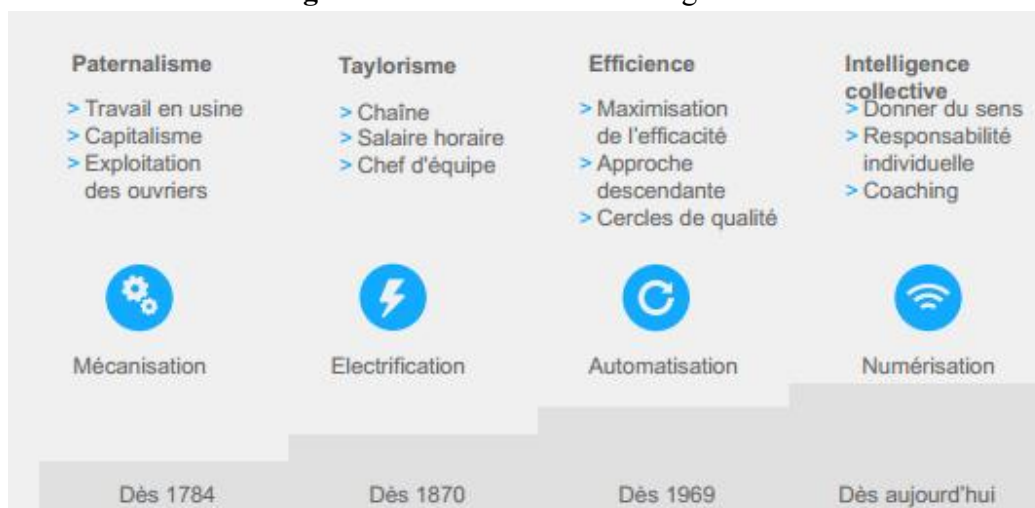 Paternalisme
> Travail en usine
> Capitalisme
> Exploitation
des ouvriers
Taylorisme
> Chaîne
> Salaire horaire
> Chef d'équipe
Efficience
> Maximisation
de l'efficacité
> Approche
descendante
> Cercles de qualité
Intelligence
collective
> Donner du sens
> Responsabilité
individuelle
> Coaching
Mécanisation
Electrification
Automatisation
Numérisation
Dès 1784
Dès 1870
Dès 1969
Dès aujourd'hui